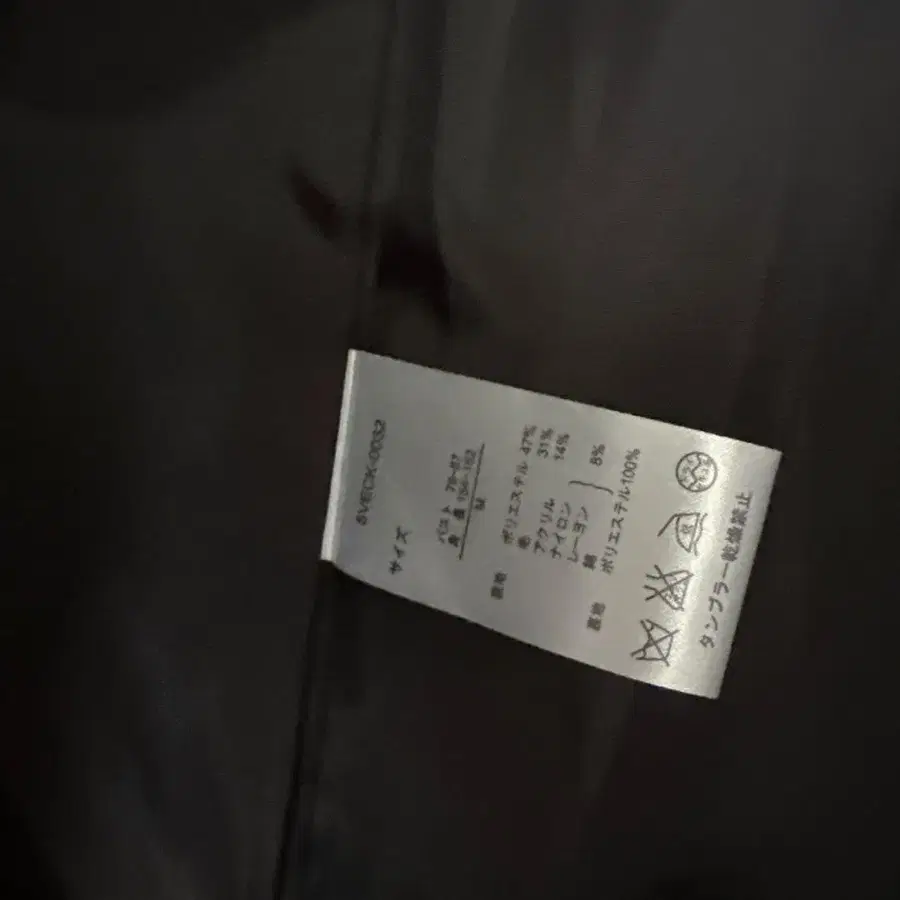 SVECK-0032
サイズ
バスト 79-87
身 長 154-162
M
表地 ポリエステル 47%
毛 31%
アクリル 14%
ナイロン
レーヨン 8%
綿
裏地 ポリエステル100%
タンブラー乾燥禁止